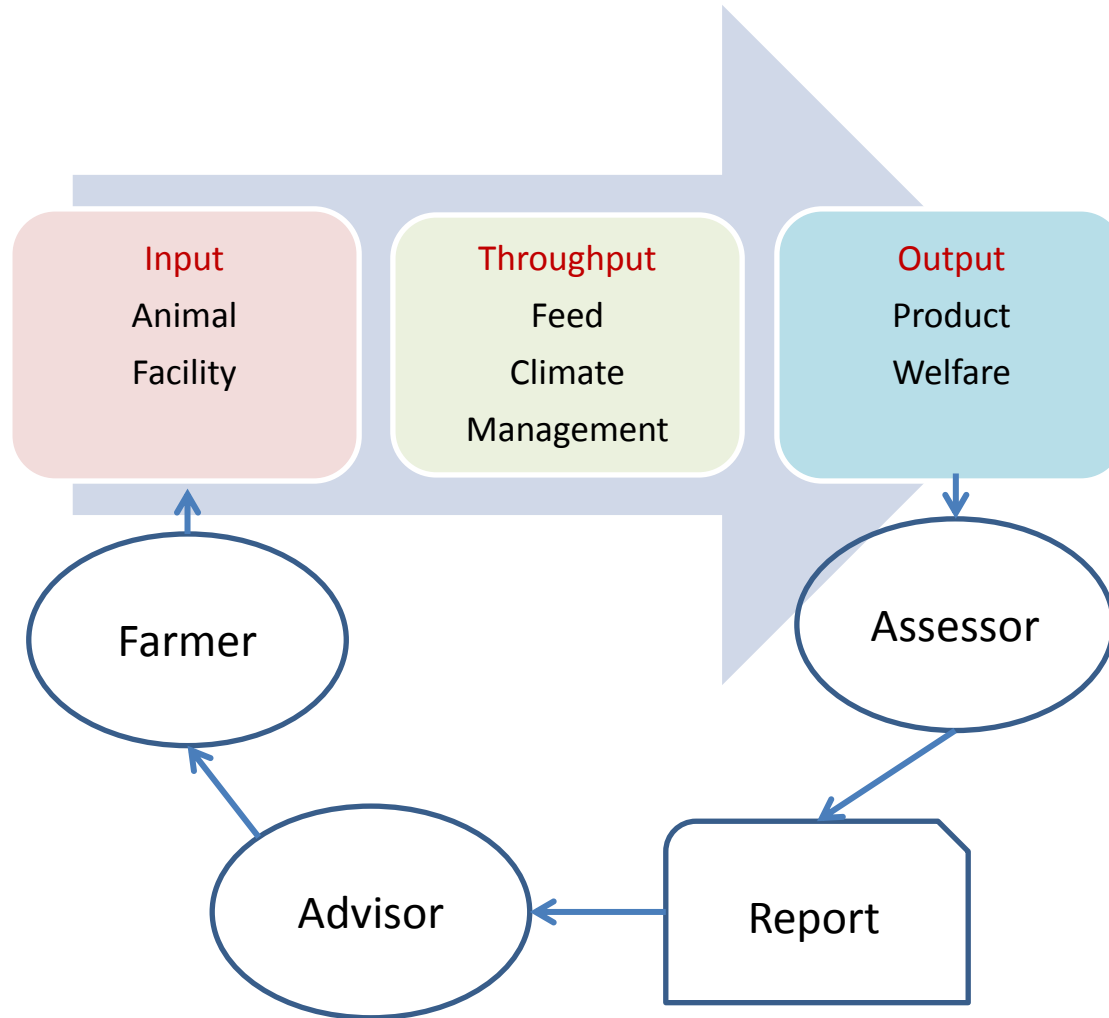 Input
Animal
Facility
Throughput
Feed
Climate
Management
Output
Product
Welfare
Farmer
Assessor
Advisor
Report